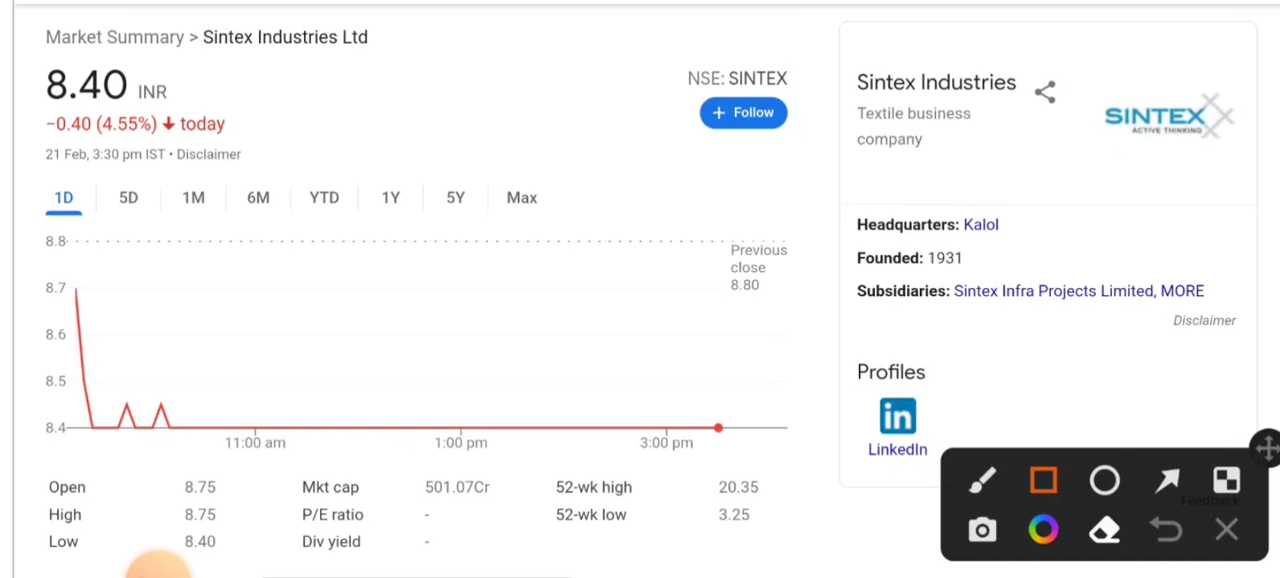 Market Summary > Sintex Industries Ltd
8.40 INR
−0.40 (4.55%) ↓ today
21 Feb, 3:30 pm IST • Disclaimer
NSE: SINTEX
+ Follow
1D 5D 1M 6M YTD 1Y 5Y Max
8.8
Previous
close
8.80
8.7
8.6
8.5
8.4
11:00 am 1:00 pm 3:00 pm
Open 8.75 Mkt cap 501.07Cr 52-wk high 20.35
High 8.75 P/E ratio - 52-wk low 3.25
Low 8.40 Div yield -
Sintex Industries
Textile business
company
SINTEX
ACTIVE THINKING
Headquarters: Kalol
Founded: 1931
Subsidiaries: Sintex Infra Projects Limited, MORE
Disclaimer
Profiles
in
LinkedIn
Feedback